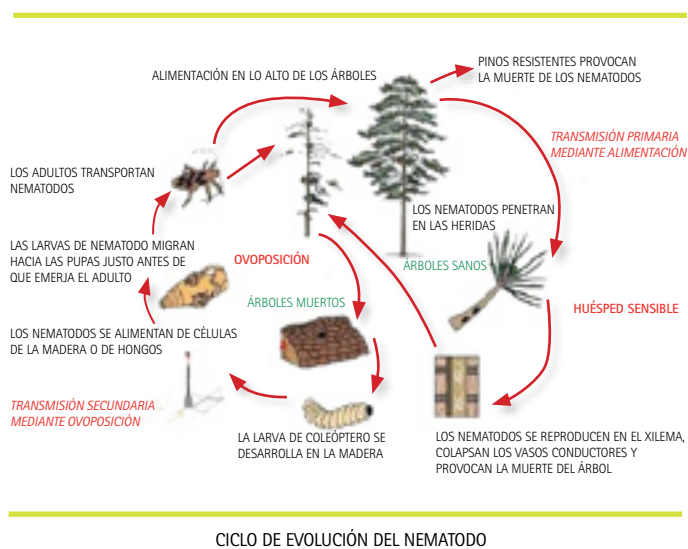 PINOS RESISTENTES PROVOCAN
LA MUERTE DE LOS NEMATODOS
ALIMENTACIÓN EN LO ALTO DE LOS ÁRBOLES
TRANSMISIÓN PRIMARIA
MEDIANTE ALIMENTACIÓN
LOS ADULTOS TRANSPORTAN
NEMATODOS
LOS NEMATODOS PENETRAN
EN LAS HERIDAS
LAS LARVAS DE NEMATODO MIGRAN
HACIA LAS PUPAS JUSTO ANTES DE
QUE EMERJA EL ADULTO
OVOPOSICIÓN
ÁRBOLES SANOS
ÁRBOLES MUERTOS
HUÉSPED SENSIBLE
LOS NEMATODOS SE ALIMENTAN DE CÉLULAS
DE LA MADERA O DE HONGOS
TRANSMISIÓN SECUNDARIA
MEDIANTE OVOPOSICIÓN
LA LARVA DE COLEÓPTERO SE
DESARROLLA EN LA MADERA
LOS NEMATODOS SE REPRODUCEN EN EL XILEMA,
COLAPSAN LOS VASOS CONDUCTORES Y
PROVOCAN LA MUERTE DEL ÁRBOL
CICLO DE EVOLUCIÓN DEL NEMATODO